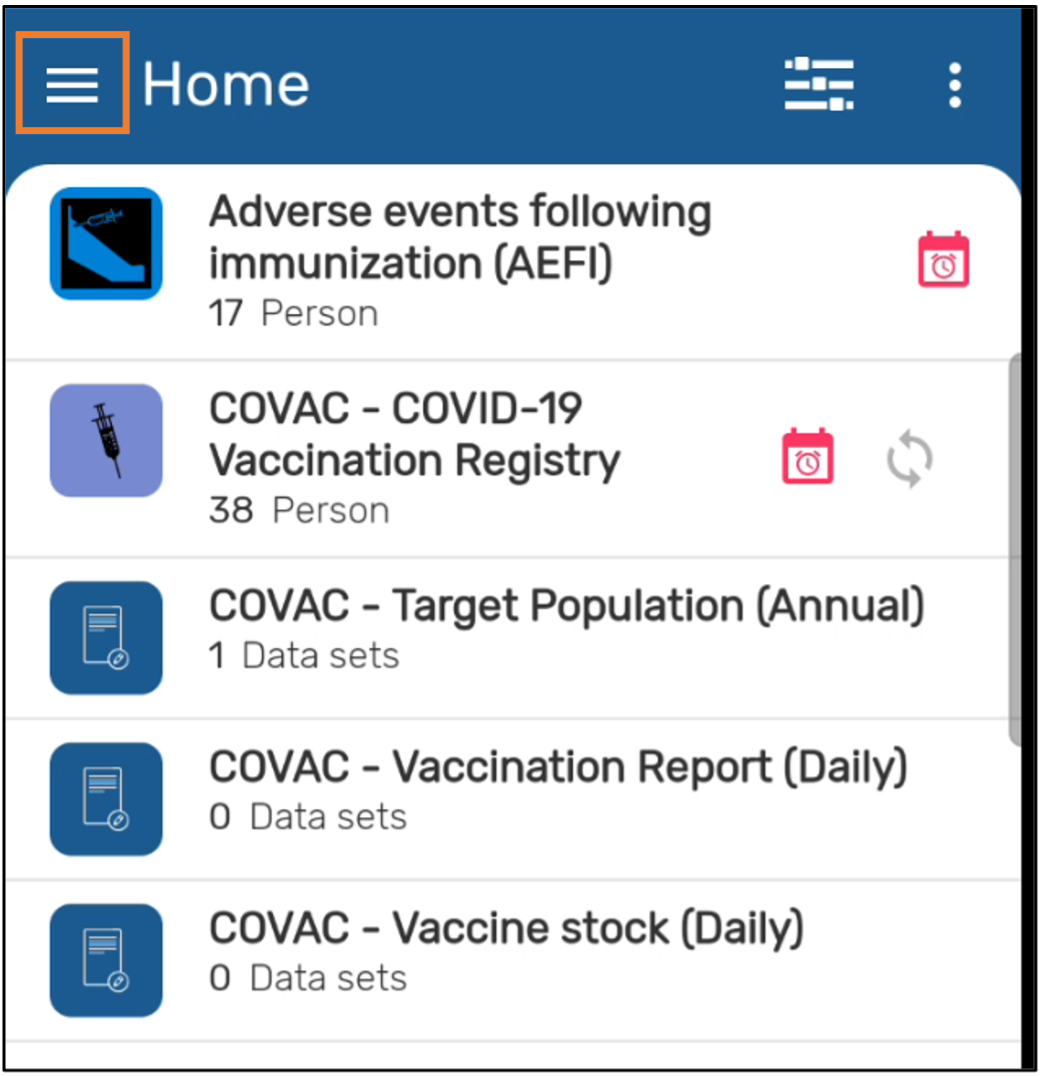 Home
Adverse events following
immunization (AEFI)
17 Person
COVAC - COVID-19
Vaccination Registry
38 Person
COVAC - Target Population (Annual)
1 Data sets
COVAC - Vaccination Report (Daily)
0 Data sets
COVAC - Vaccine stock (Daily)
0 Data sets